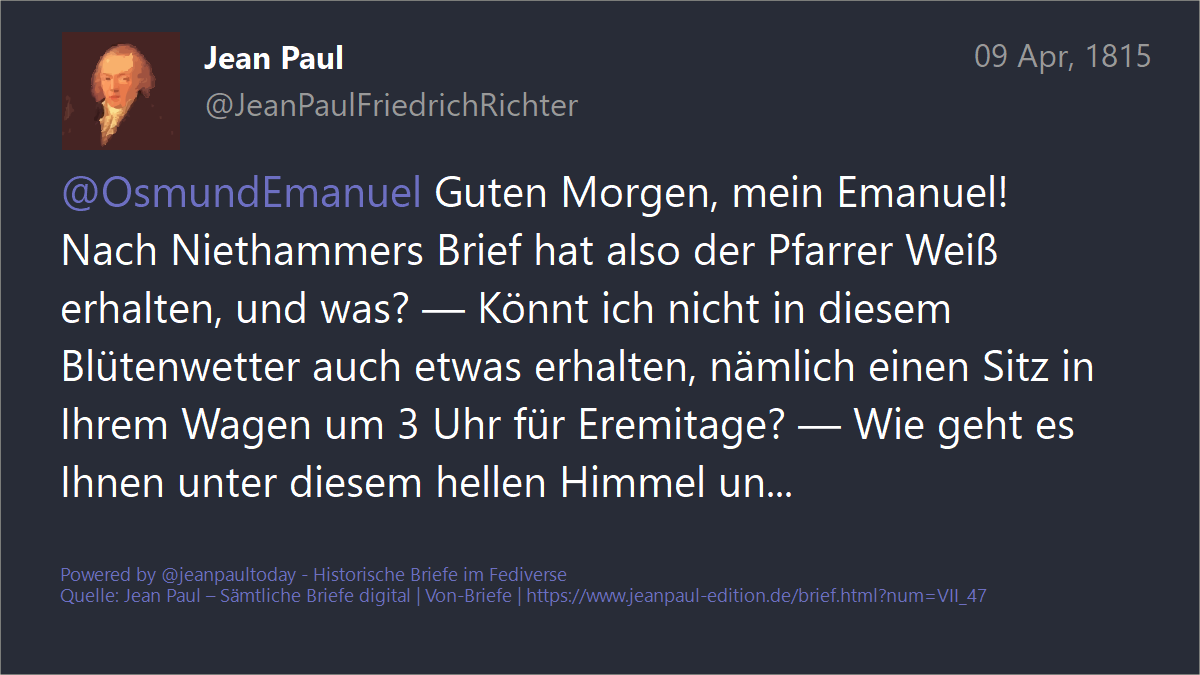 Jean Paul
09 Apr, 1815
@JeanPaulFriedrichRichter
@OsmundEmanuel Guten Morgen, mein Emanuel!
Nach Niethammers Brief hat also der Pfarrer Weiß
erhalten, und was? — Könnt ich nicht in diesem
Blütenwetter auch etwas erhalten, nämlich einen Sitz in
Ihrem Wagen um 3 Uhr für Eremitage? — Wie geht es
Ihnen unter diesem hellen Himmel un...
Powered by @jeanpaultoday - Historische Briefe im Fediverse
Quelle: Jean Paul – Sämtliche Briefe digital | Von-Briefe | https://www.jeanpaul-edition.de/brief.html?num=VII_47